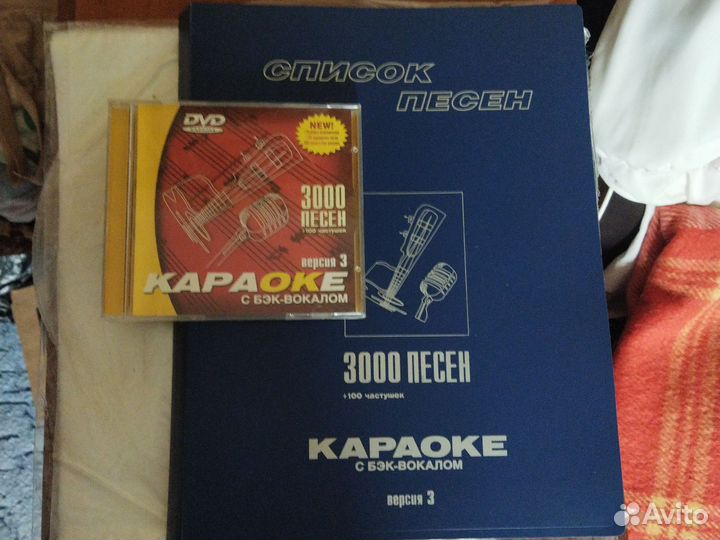 СПИСОК
ПЕСЕН
DVD
NEW!
3000
ПЕСЕН
+100 частушек
версия 3
КАРАОКЕ
С БЭК-ВОКАЛОМ
3000 ПЕСЕН
+100 частушек
КАРАОКЕ
С БЭК-ВОКАЛОМ
версия 3
Avito